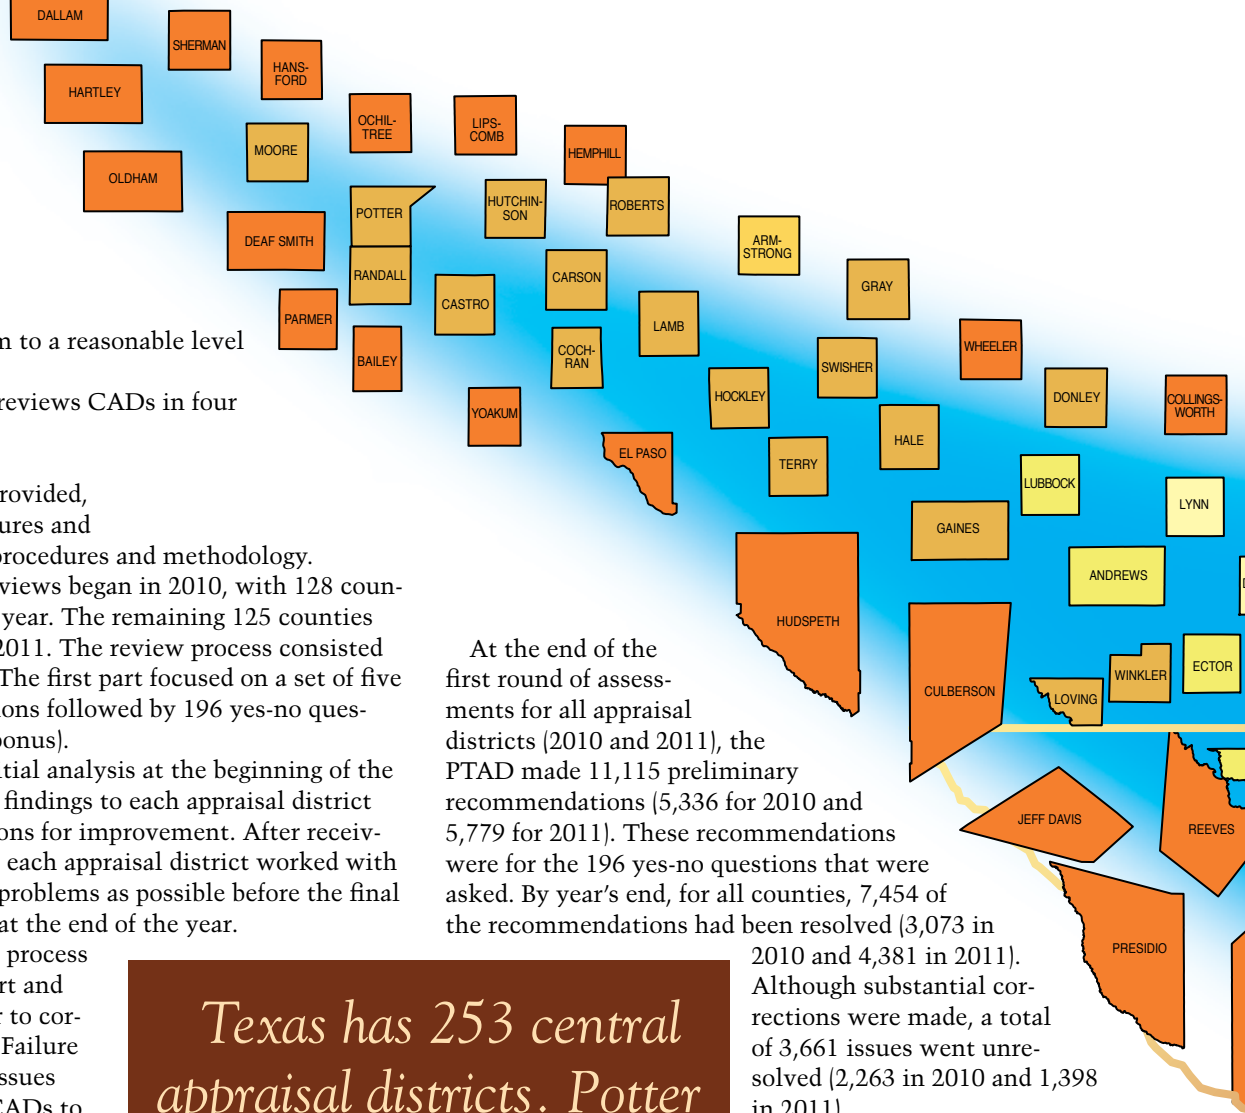 DALLAM
SHERMAN
HANS-
FORD
HARTLEY
OCHIL-
TREE
LIPS-
COMB
MOORE
HEMPHILL
OLDHAM
POTTER
HUTCHIN-
SON
ROBERTS
DEAF SMITH
ARM-
STRONG
RANDALL
CARSON
GRAY
CASTRO
PARMER
LAMB
BAILEY
COCH-
RAN
WHEELER
SWISHER
HOCKLEY
DONLEY
COLLINGS-
WORTH
YOAKUM
HALE
EL PASO
TERRY
LUBBOCK
LYNN
GAINES
ANDREWS
HUDSPETH
ECTOR
WINKLER
CULBERSON
LOVING
JEFF DAVIS
REEVES
PRESIDIO
to a reasonable level
reviews CADs in four
rovided,
ures and
procedures and methodology.
views began in 2010, with 128 coun-
year. The remaining 125 counties
2011. The review process consisted
The first part focused on a set of five
ions followed by 196 yes-no ques-
bonus).
tial analysis at the beginning of the
findings to each appraisal district
ons for improvement. After receiv-
each appraisal district worked with
problems as possible before the final
at the end of the year.
process
rt and
r to cor-
Failure
ssues
CADs to
At the end of the
first round of assess-
ments for all appraisal
districts (2010 and 2011), the
PTAD made 11,115 preliminary
recommendations (5,336 for 2010 and
5,779 for 2011). These recommendations
were for the 196 yes-no questions that were
asked. By year's end, for all counties, 7,454 of
the recommendations had been resolved (3,073 in
2010 and 4,381 in 2011).
Although substantial cor-
rections were made, a total
of 3,661 issues went unre-
solved (2,263 in 2010 and 1,398
in 2011).
Texas has 253 central
appraisal districts. Potter